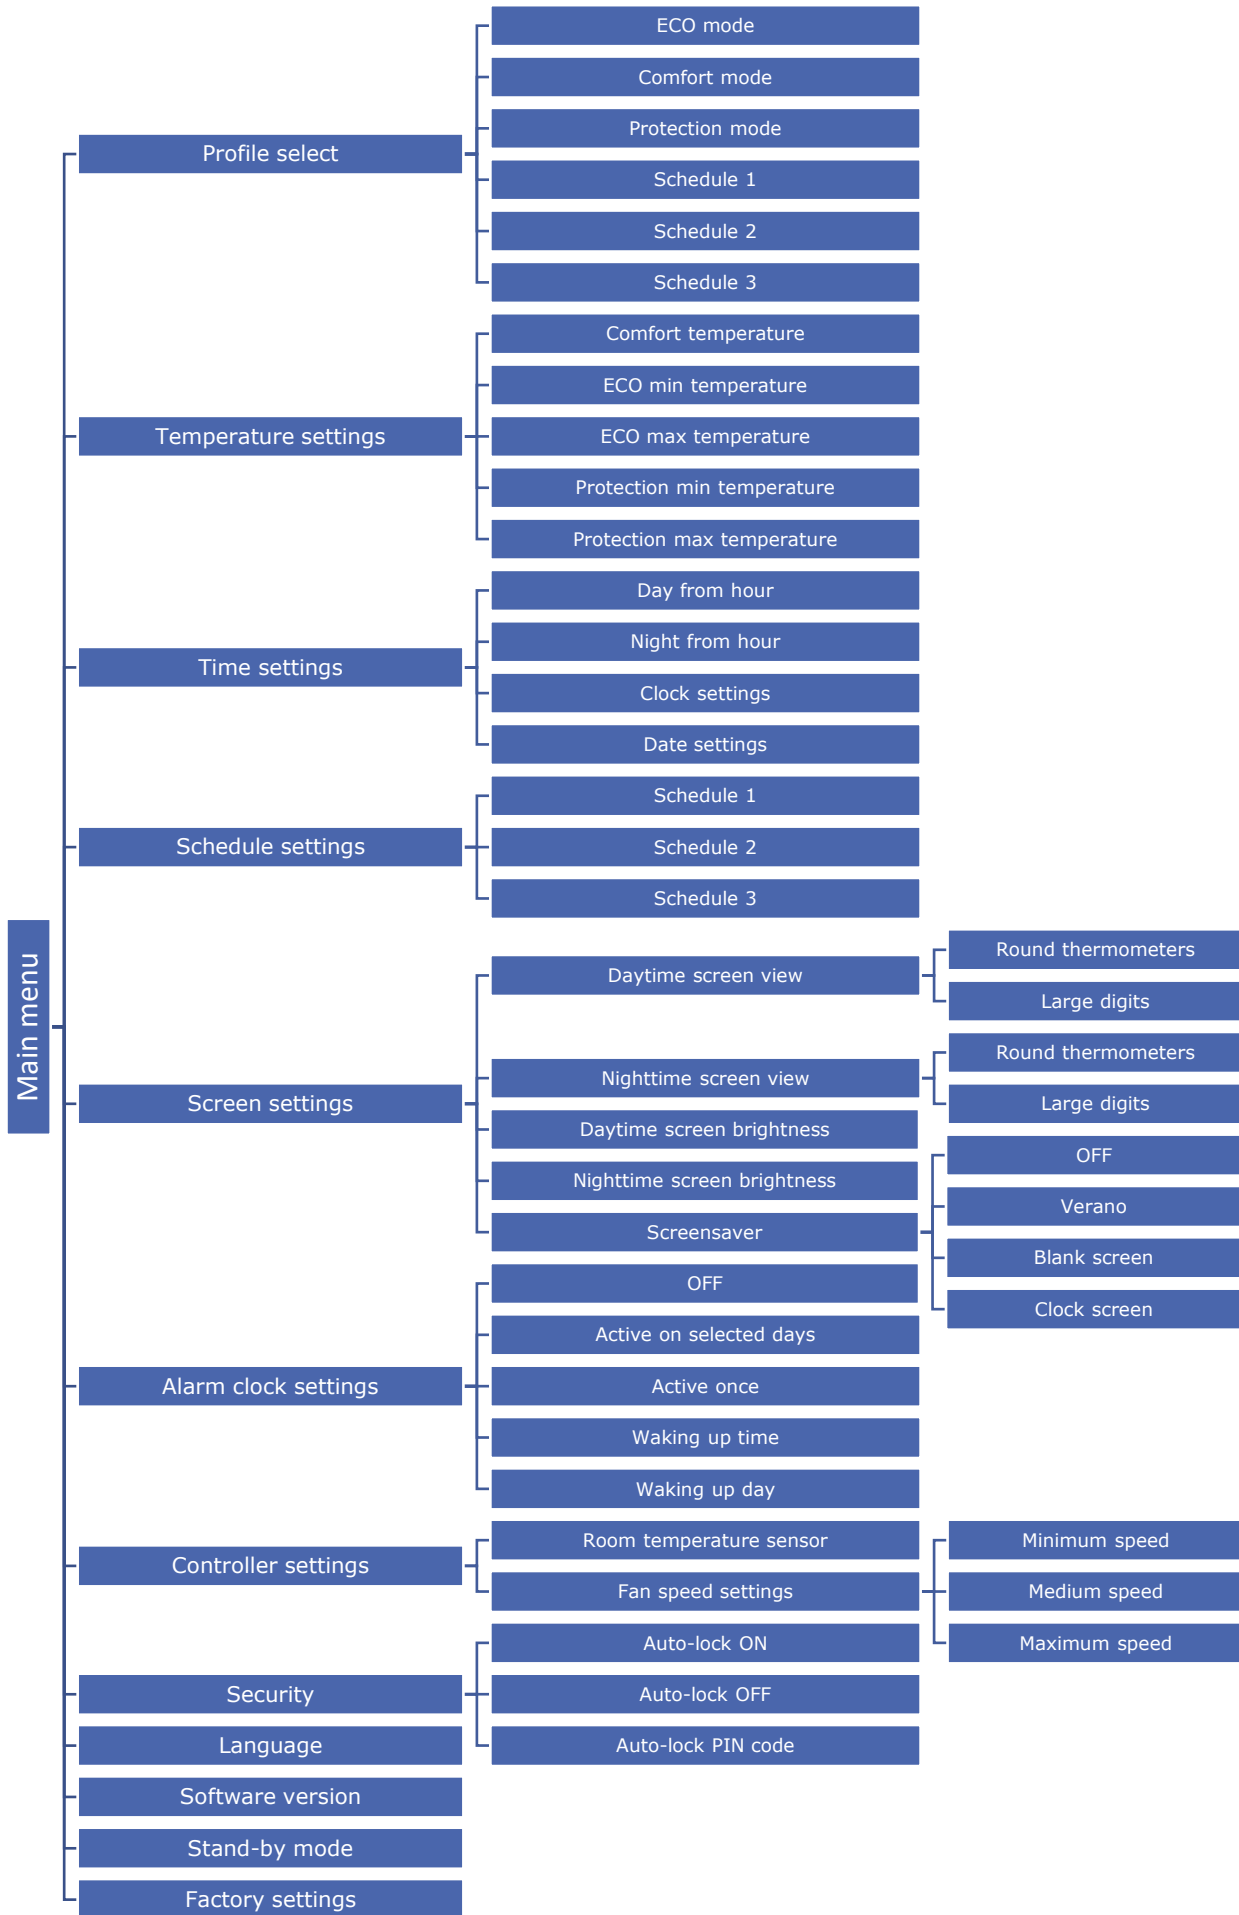 Main menu
Profile select
ECO mode
Comfort mode
Protection mode
Schedule 1
Schedule 2
Schedule 3
Temperature settings
Comfort temperature
ECO min temperature
ECO max temperature
Protection min temperature
Protection max temperature
Time settings
Day from hour
Night from hour
Clock settings
Date settings
Schedule settings
Schedule 1
Schedule 2
Schedule 3
Screen settings
Daytime screen view
Round thermometers
Large digits
Nighttime screen view
Round thermometers
Large digits
Daytime screen brightness
Nighttime screen brightness
Screensaver
OFF
Verano
Blank screen
Clock screen
Alarm clock settings
OFF
Active on selected days
Active once
Waking up time
Waking up day
Controller settings
Room temperature sensor
Fan speed settings
Minimum speed
Medium speed
Maximum speed
Security
Auto-lock ON
Auto-lock OFF
Auto-lock PIN code
Language
Software version
Stand-by mode
Factory settings